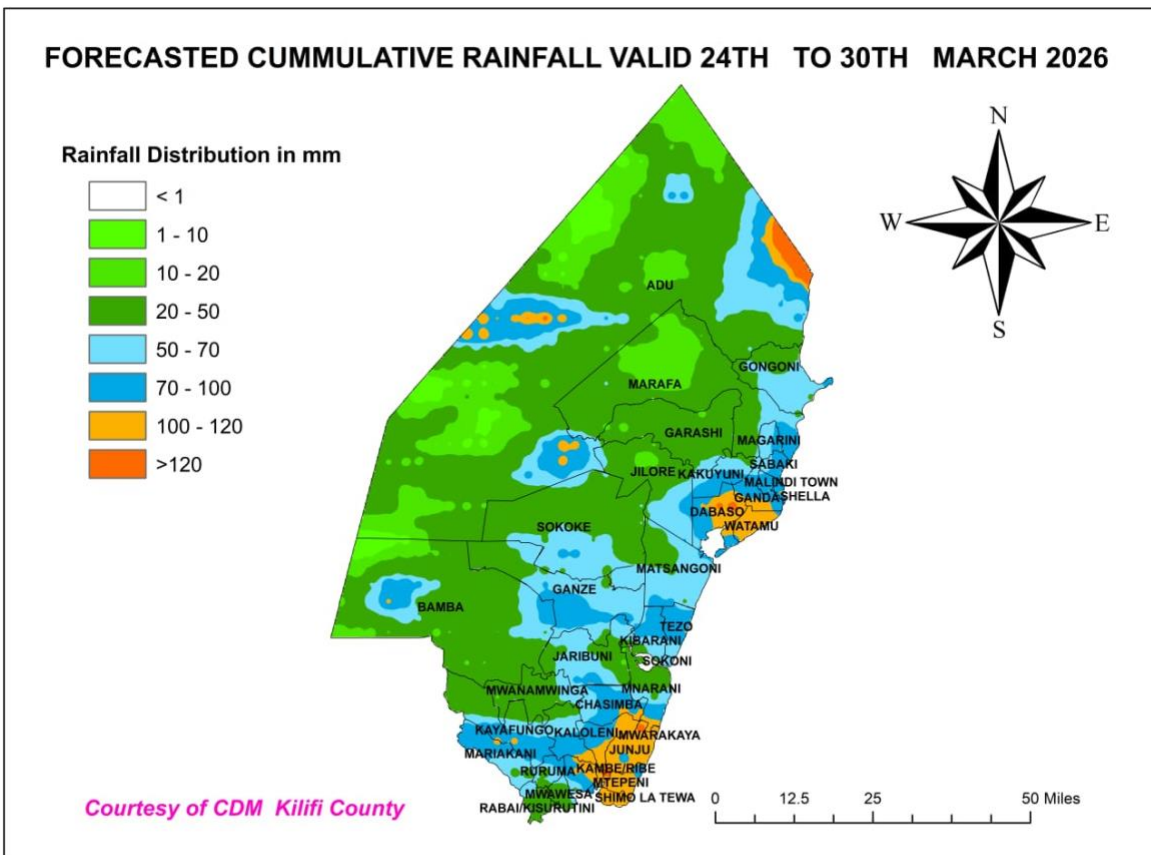 FORECASTED CUMMULATIVE RAINFALL VALID 24TH TO 30TH MARCH 2026
Rainfall Distribution in mm
< 1
1 - 10
10 - 20
20 - 50
50 - 70
70 - 100
100 - 120
>120
N
W
E
S
ADU
GONGONI
MARAFA
GARASHI
MAGARINI
SABAKI
JILORE
KAKUYUNI
MALINDI TOWN
GANDA
SHELLA
DABASO
WATAMU
SOKOKE
MATSANGONI
GANZE
BAMBA
TEZO
KIBARANI
JARIBUNI
SOKONI
MWANAMWINGA
MNARANI
CHASIMBA
KAYAFUNGO
KALOLENI
MWARAKAYA
MARIAKANI
JUNJU
RURUMA
KAMBE/RIBE
MTEPENI
MWAWESA
SHIMO LA TEWA
RABAI/KISURUTINI
Courtesy of CDM Kilifi County
0 12.5 25 50 Miles